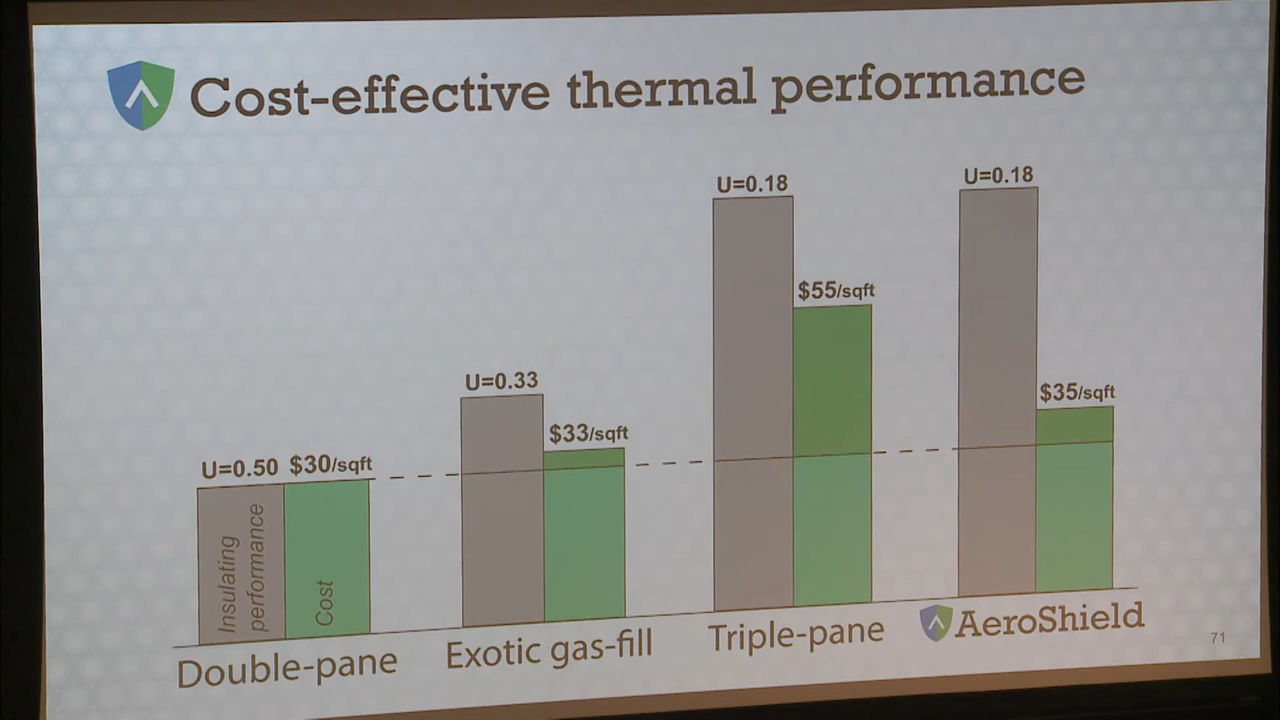 Cost-effective thermal performance
U=0.18
U=0.18
$55/sqft
U=0.33
$35/sqft
$33/sqft
U=0.50 $30/sqft
Insulating
performance
Cost
Double-pane
Exotic gas-fill
Triple-pane
AeroShield
71